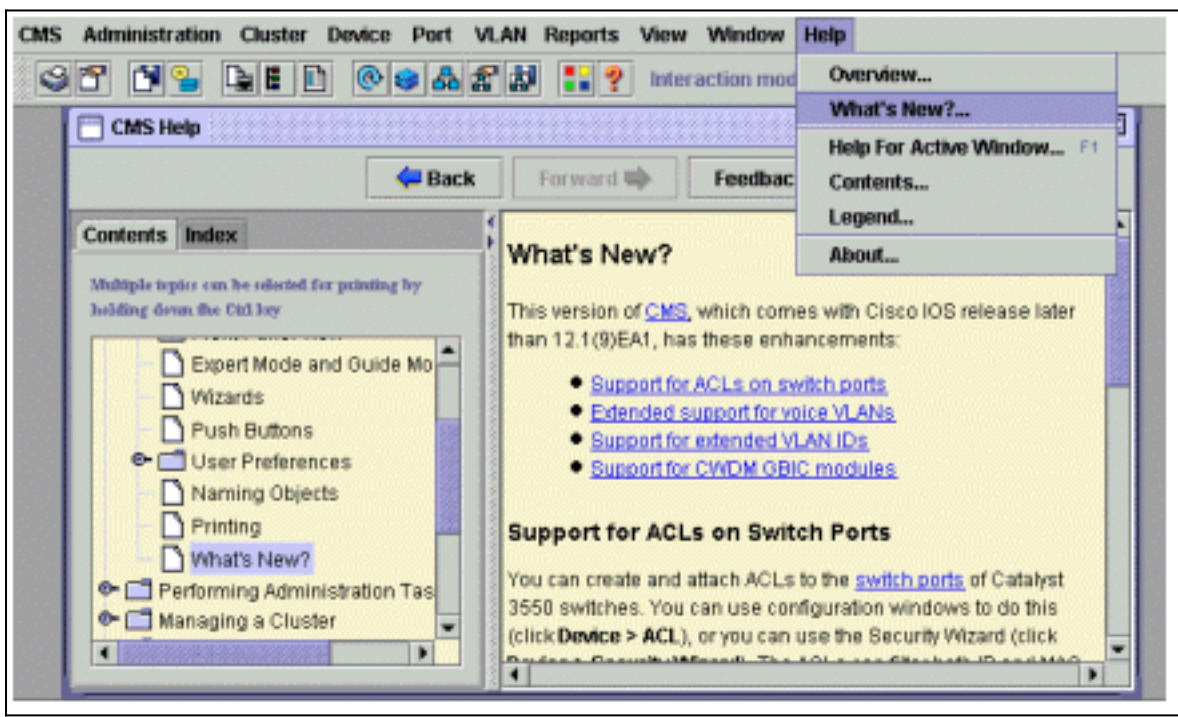 CMS Administration Cluster Device Port VLAN Reports View Window Help
Interaction mod
Overview...
What's New?...
Help For Active Window... F1
Contents...
Legend...
About...
CMS Help
Back Forward Feedbac
Contents Index
Multiple topics can be selected for printing by
holding down the Ctrl key
Expert Mode and Guide Mo
Wizards
Push Buttons
User Preferences
Naming Objects
Printing
What's New?
Performing Administration Tas
Managing a Cluster
What's New?
This version of CMS, which comes with Cisco IOS release later
than 12.1(9)EA1, has these enhancements:
Support for ACLs on switch ports
Extended support for voice VLANs
Support for extended VLAN IDs
Support for CWDM GBIC modules
Support for ACLs on Switch Ports
You can create and attach ACLs to the switch ports of Catalyst
3550 switches. You can use configuration windows to do this
(click Device > ACL), or you can use the Security Wizard (click